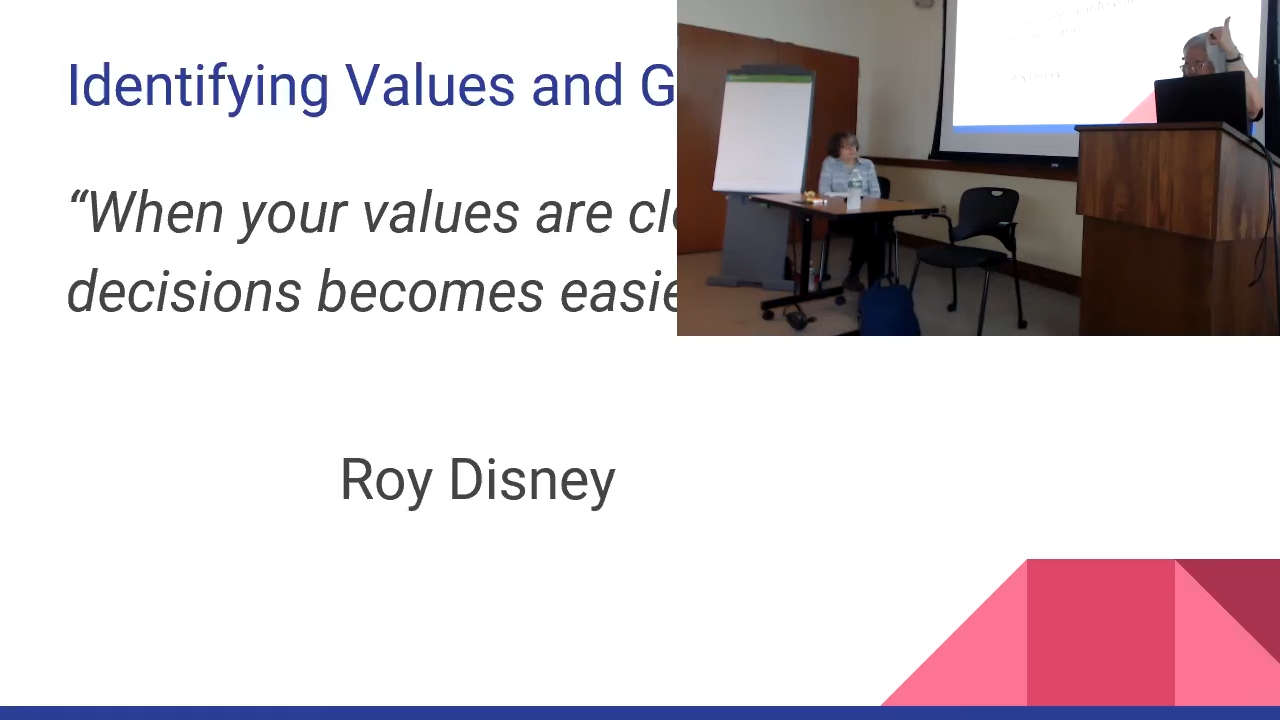 Identifying Values and G
“When your values are cl
decisions becomes easie
Roy Disney